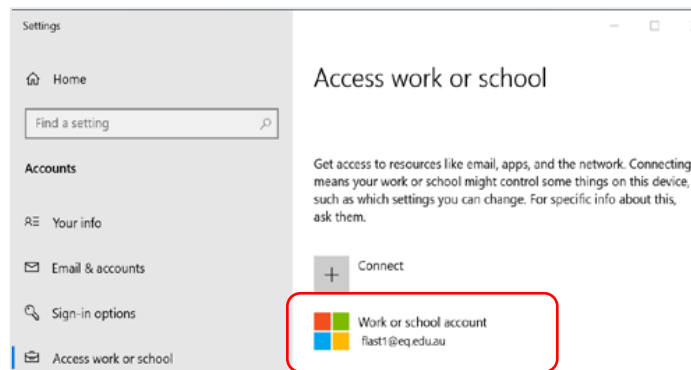 Settings
Home
Find a setting
Accounts
Your info
Email & accounts
Sign-in options
Access work or school
Access work or school
Get access to resources like email, apps, and the network. Connecting
means your work or school might control some things on this device,
such as which settings you can change. For specific info about this,
ask them.
Connect
Work or school account
flast1@eq.edu.au